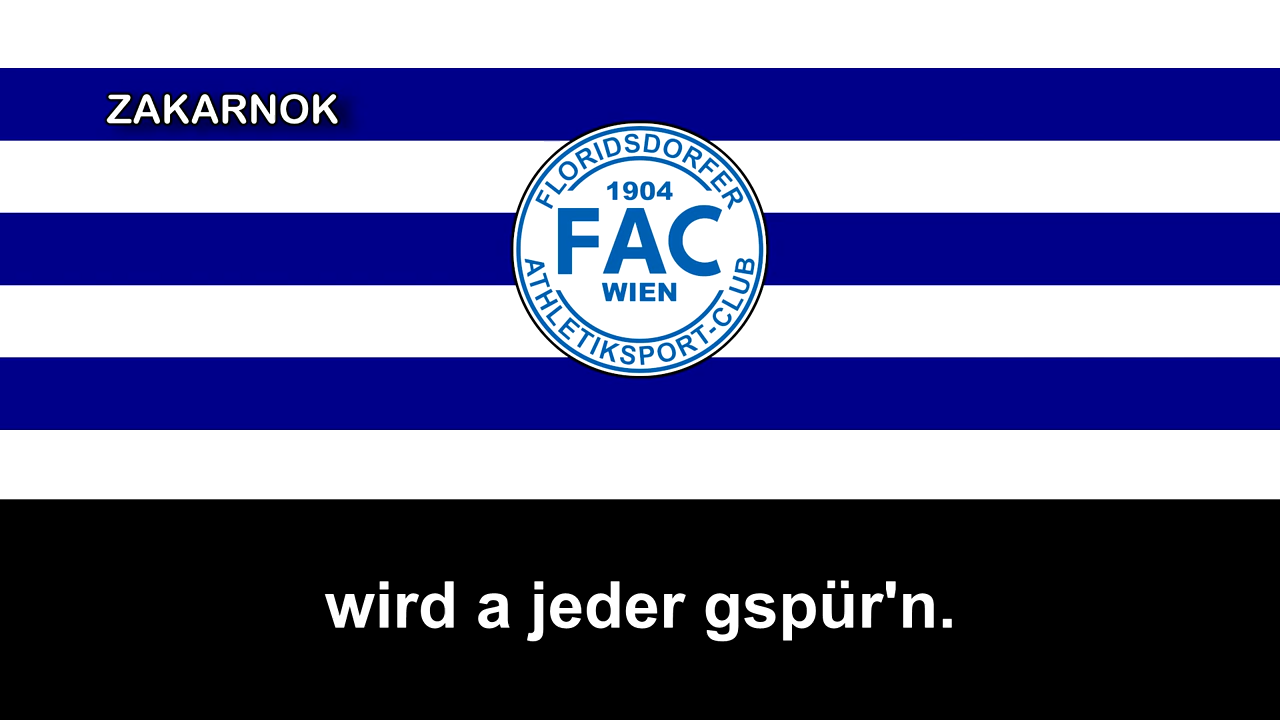 ZAKARNOK
FLORIDSDORFER
1904
FAC
WIEN
ATHLETIKSPORT-CLUB
wird a jeder gspür'n.